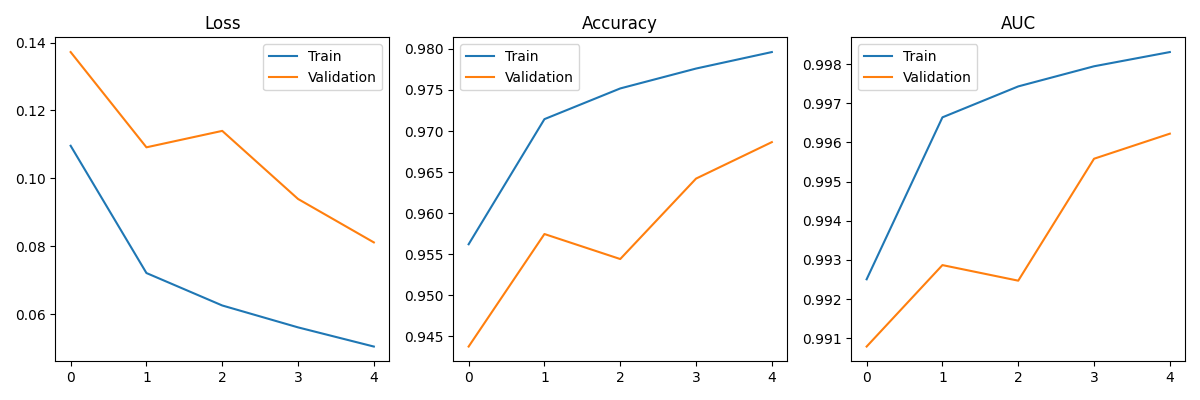 Loss
0.14
0.12
0.10
0.08
0.06
0 1 2 3 4
Train
Validation
Accuracy
0.980
0.975
0.970
0.965
0.960
0.955
0.950
0.945
0 1 2 3 4
Train
Validation
AUC
0.998
0.997
0.996
0.995
0.994
0.993
0.992
0.991
0 1 2 3 4
Train
Validation